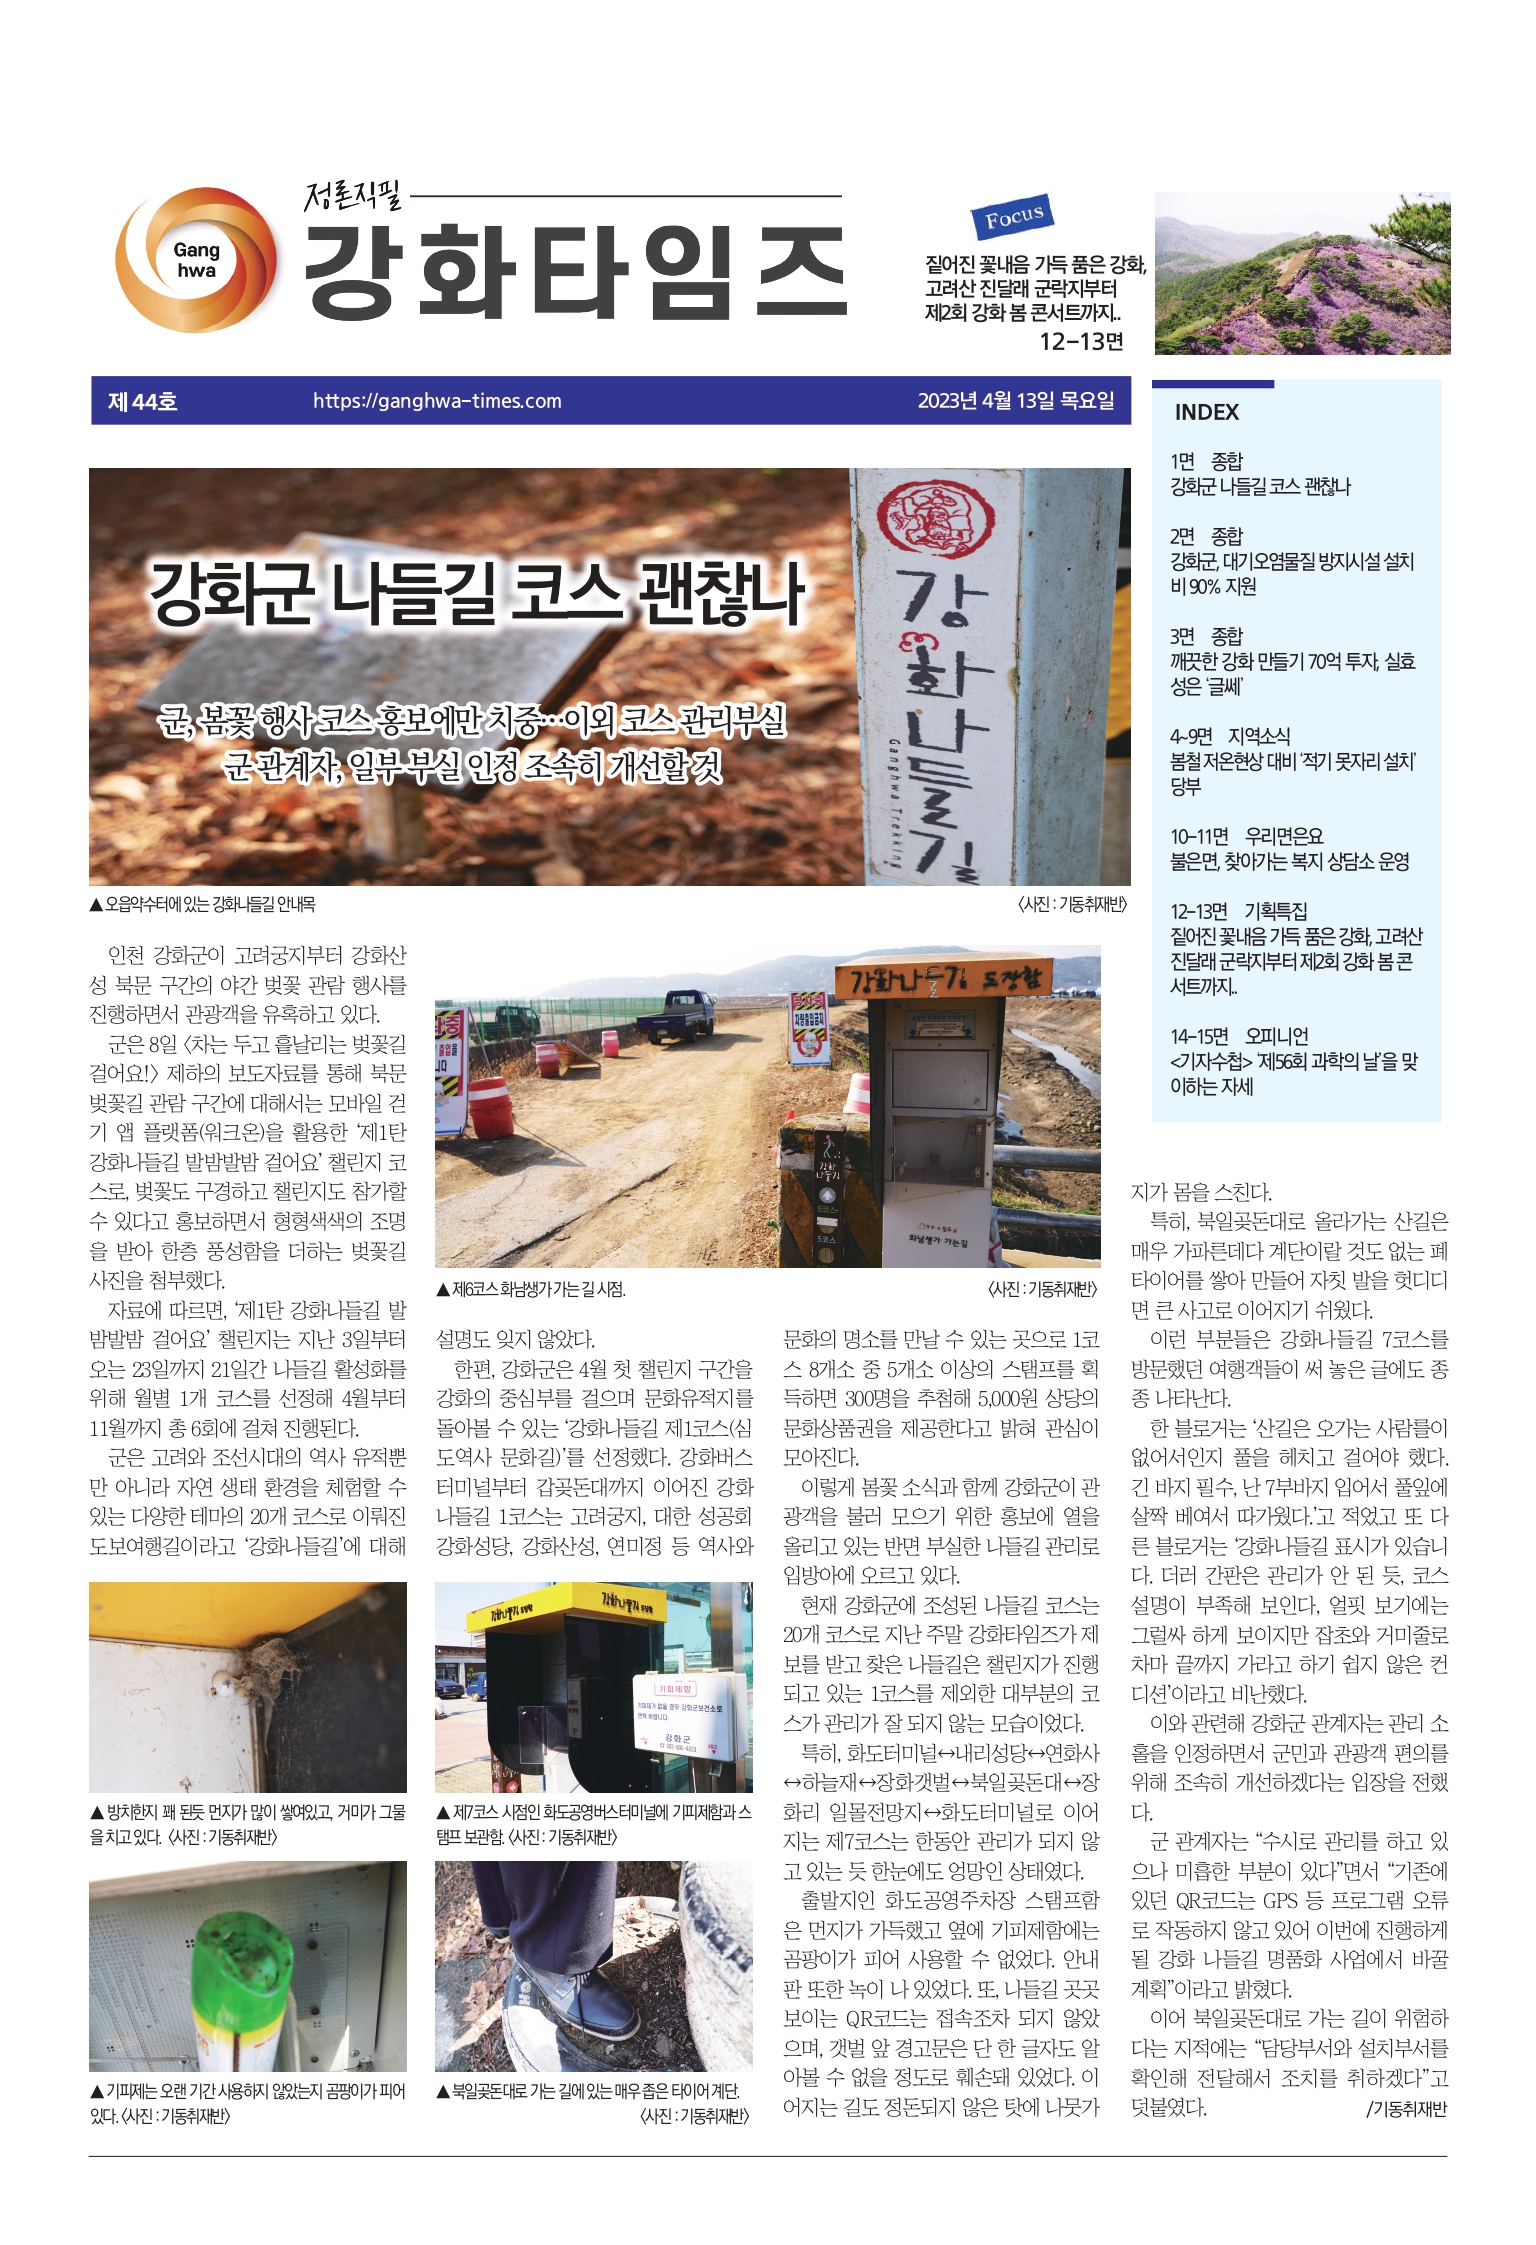 Gang
hwa
정론직필
강화타임즈
Focus
짙어진 꽃내음 가득 품은 강화,
고려산 진달래 군락지부터
제2회 강화 봄 콘서트까지..
12-13면
제 44호
https://ganghwa-times.com
2023년 4월 13일 목요일
INDEX
1면 종합
강화군 나들길 코스 괜찮나
2면 종합
강화군, 대기오염물질 방지시설 설치
비 90% 지원
3면 종합
깨끗한 강화 만들기 70억 투자, 실효
성은 ‘글쎄’
4~9면 지역소식
봄철 저온현상 대비 ‘적기 못자리 설치’
당부
10-11면 우리면은요
불은면, 찾아가는 복지 상담소 운영
12-13면 기획특집
짙어진 꽃내음 가득 품은 강화, 고려산
진달래 군락지부터 제2회 강화 봄 콘
서트까지..
14-15면 오피니언
<기자수첩> ‘제56회 과학의 날’을 맞
이하는 자세
강화군 나들길 코스 괜찮나
군, 봄꽃 행사 코스 홍보에만 치중…이외 코스 관리부실
군 관계자, 일부 부실 인정 조속히 개선할 것
강화나들길
Ganghwa Trekking
▲ 오읍약수터에 있는 강화나들길 안내목
〈사진 : 기동취재반〉
인천 강화군이 고려궁지부터 강화산
성 북문 구간의 야간 벚꽃 관람 행사를
진행하면서 관광객을 유혹하고 있다.
군은 8일 〈차는 두고 흩날리는 벚꽃길
걸어요!〉 제하의 보도자료를 통해 북문
벚꽃길 관람 구간에 대해서는 모바일 걷
기 앱 플랫폼(워크온)을 활용한 ‘제1탄
강화나들길 발밤발밤 걸어요’ 챌린지 코
스로, 벚꽃도 구경하고 챌린지도 참가할
수 있다고 홍보하면서 형형색색의 조명
을 받아 한층 풍성함을 더하는 벚꽃길
사진을 첨부했다.
자료에 따르면, ‘제1탄 강화나들길 발
밤발밤 걸어요’ 챌린지는 지난 3일부터
오는 23일까지 21일간 나들길 활성화를
위해 월별 1개 코스를 선정해 4월부터
11월까지 총 6회에 걸쳐 진행된다.
군은 고려와 조선시대의 역사 유적뿐
만 아니라 자연 생태 환경을 체험할 수
있는 다양한 테마의 20개 코스로 이뤄진
도보여행길이라고 ‘강화나들길’에 대해
강화나들길 도장함
공사중
차량출입금지
강화
나들길
6코스
5코스
화남생가 가는길
▲ 제6코스 화남생가 가는 길 시점.
〈사진 : 기동취재반〉
설명도 잊지 않았다.
한편, 강화군은 4월 첫 챌린지 구간을
강화의 중심부를 걸으며 문화유적지를
돌아볼 수 있는 ‘강화나들길 제1코스(심
도역사 문화길)’를 선정했다. 강화버스
터미널부터 갑곶돈대까지 이어진 강화
나들길 1코스는 고려궁지, 대한 성공회
강화성당, 강화산성, 연미정 등 역사와
문화의 명소를 만날 수 있는 곳으로 1코
스 8개소 중 5개소 이상의 스탬프를 획
득하면 300명을 추첨해 5,000원 상당의
문화상품권을 제공한다고 밝혀 관심이
모아진다.
이렇게 봄꽃 소식과 함께 강화군이 관
광객을 불러 모으기 위한 홍보에 열을
올리고 있는 반면 부실한 나들길 관리로
입방아에 오르고 있다.
현재 강화군에 조성된 나들길 코스는
20개 코스로 지난 주말 강화타임즈가 제
보를 받고 찾은 나들길은 챌린지가 진행
되고 있는 1코스를 제외한 대부분의 코
스가 관리가 잘 되지 않는 모습이었다.
특히, 화도터미널↔내리성당↔연화사
↔하늘재↔장화갯벌↔북일곶돈대↔장
화리 일몰전망지↔화도터미널로 이어
지는 제7코스는 한동안 관리가 되지 않
고 있는 듯 한눈에도 엉망인 상태였다.
출발지인 화도공영주차장 스탬프함
은 먼지가 가득했고 옆에 기피제함에는
곰팡이가 피어 사용할 수 없었다. 안내
판 또한 녹이 나 있었다. 또, 나들길 곳곳
보이는 QR코드는 접속조차 되지 않았
으며, 갯벌 앞 경고문은 단 한 글자도 알
아볼 수 없을 정도로 훼손돼 있었다. 이
어지는 길도 정돈되지 않은 탓에 나뭇가
지가 몸을 스친다.
특히, 북일곶돈대로 올라가는 산길은
매우 가파른데다 계단이랄 것도 없는 폐
타이어를 쌓아 만들어 자칫 발을 헛디디
면 큰 사고로 이어지기 쉬웠다.
이런 부분들은 강화나들길 7코스를
방문했던 여행객들이 써 놓은 글에도 종
종 나타난다.
한 블로거는 ‘산길은 오가는 사람들이
없어서인지 풀을 헤치고 걸어야 했다.
긴 바지 필수, 난 7부바지 입어서 풀잎에
살짝 베여서 따가웠다.’고 적었고 또 다
른 블로거는 ‘강화나들길 표시가 있습니
다. 더러 간판은 관리가 안 된 듯, 코스
설명이 부족해 보인다, 얼핏 보기에는
그럴싸 하게 보이지만 잡초와 거미줄로
차마 끝까지 가라고 하기 쉽지 않은 컨
디션’이라고 비난했다.
이와 관련해 강화군 관계자는 관리 소
홀을 인정하면서 군민과 관광객 편의를
위해 조속히 개선하겠다는 입장을 전했
다.
군 관계자는 “수시로 관리를 하고 있
으나 미흡한 부분이 있다”면서 “기존에
있던 QR코드는 GPS 등 프로그램 오류
로 작동하지 않고 있어 이번에 진행하게
될 강화 나들길 명품화 사업에서 바꿀
계획”이라고 밝혔다.
이어 북일곶돈대로 가는 길이 위험하
다는 지적에는 “담당부서와 설치부서를
확인해 전달해서 조치를 취하겠다”고
덧붙였다.
/기동취재반
▲ 방치한지 꽤 된듯 먼지가 많이 쌓여있고, 거미가 그물
을 치고 있다. 〈사진 : 기동취재반〉
강화나들길 도장함
강화나들길 도장함
기피제함
기피제가 없을 경우 강화군보건소로
연락 바랍니다.
강화군
▲ 제7코스 시점인 화도공영버스터미널에 기피제함과 스
탬프 보관함. 〈사진 : 기동취재반〉
▲ 기피제는 오랜 기간 사용하지 않았는지 곰팡이가 피어
있다. 〈사진 : 기동취재반〉
▲ 북일곶돈대로 가는 길에 있는 매우 좁은 타이어 계단.
〈사진 : 기동취재반〉